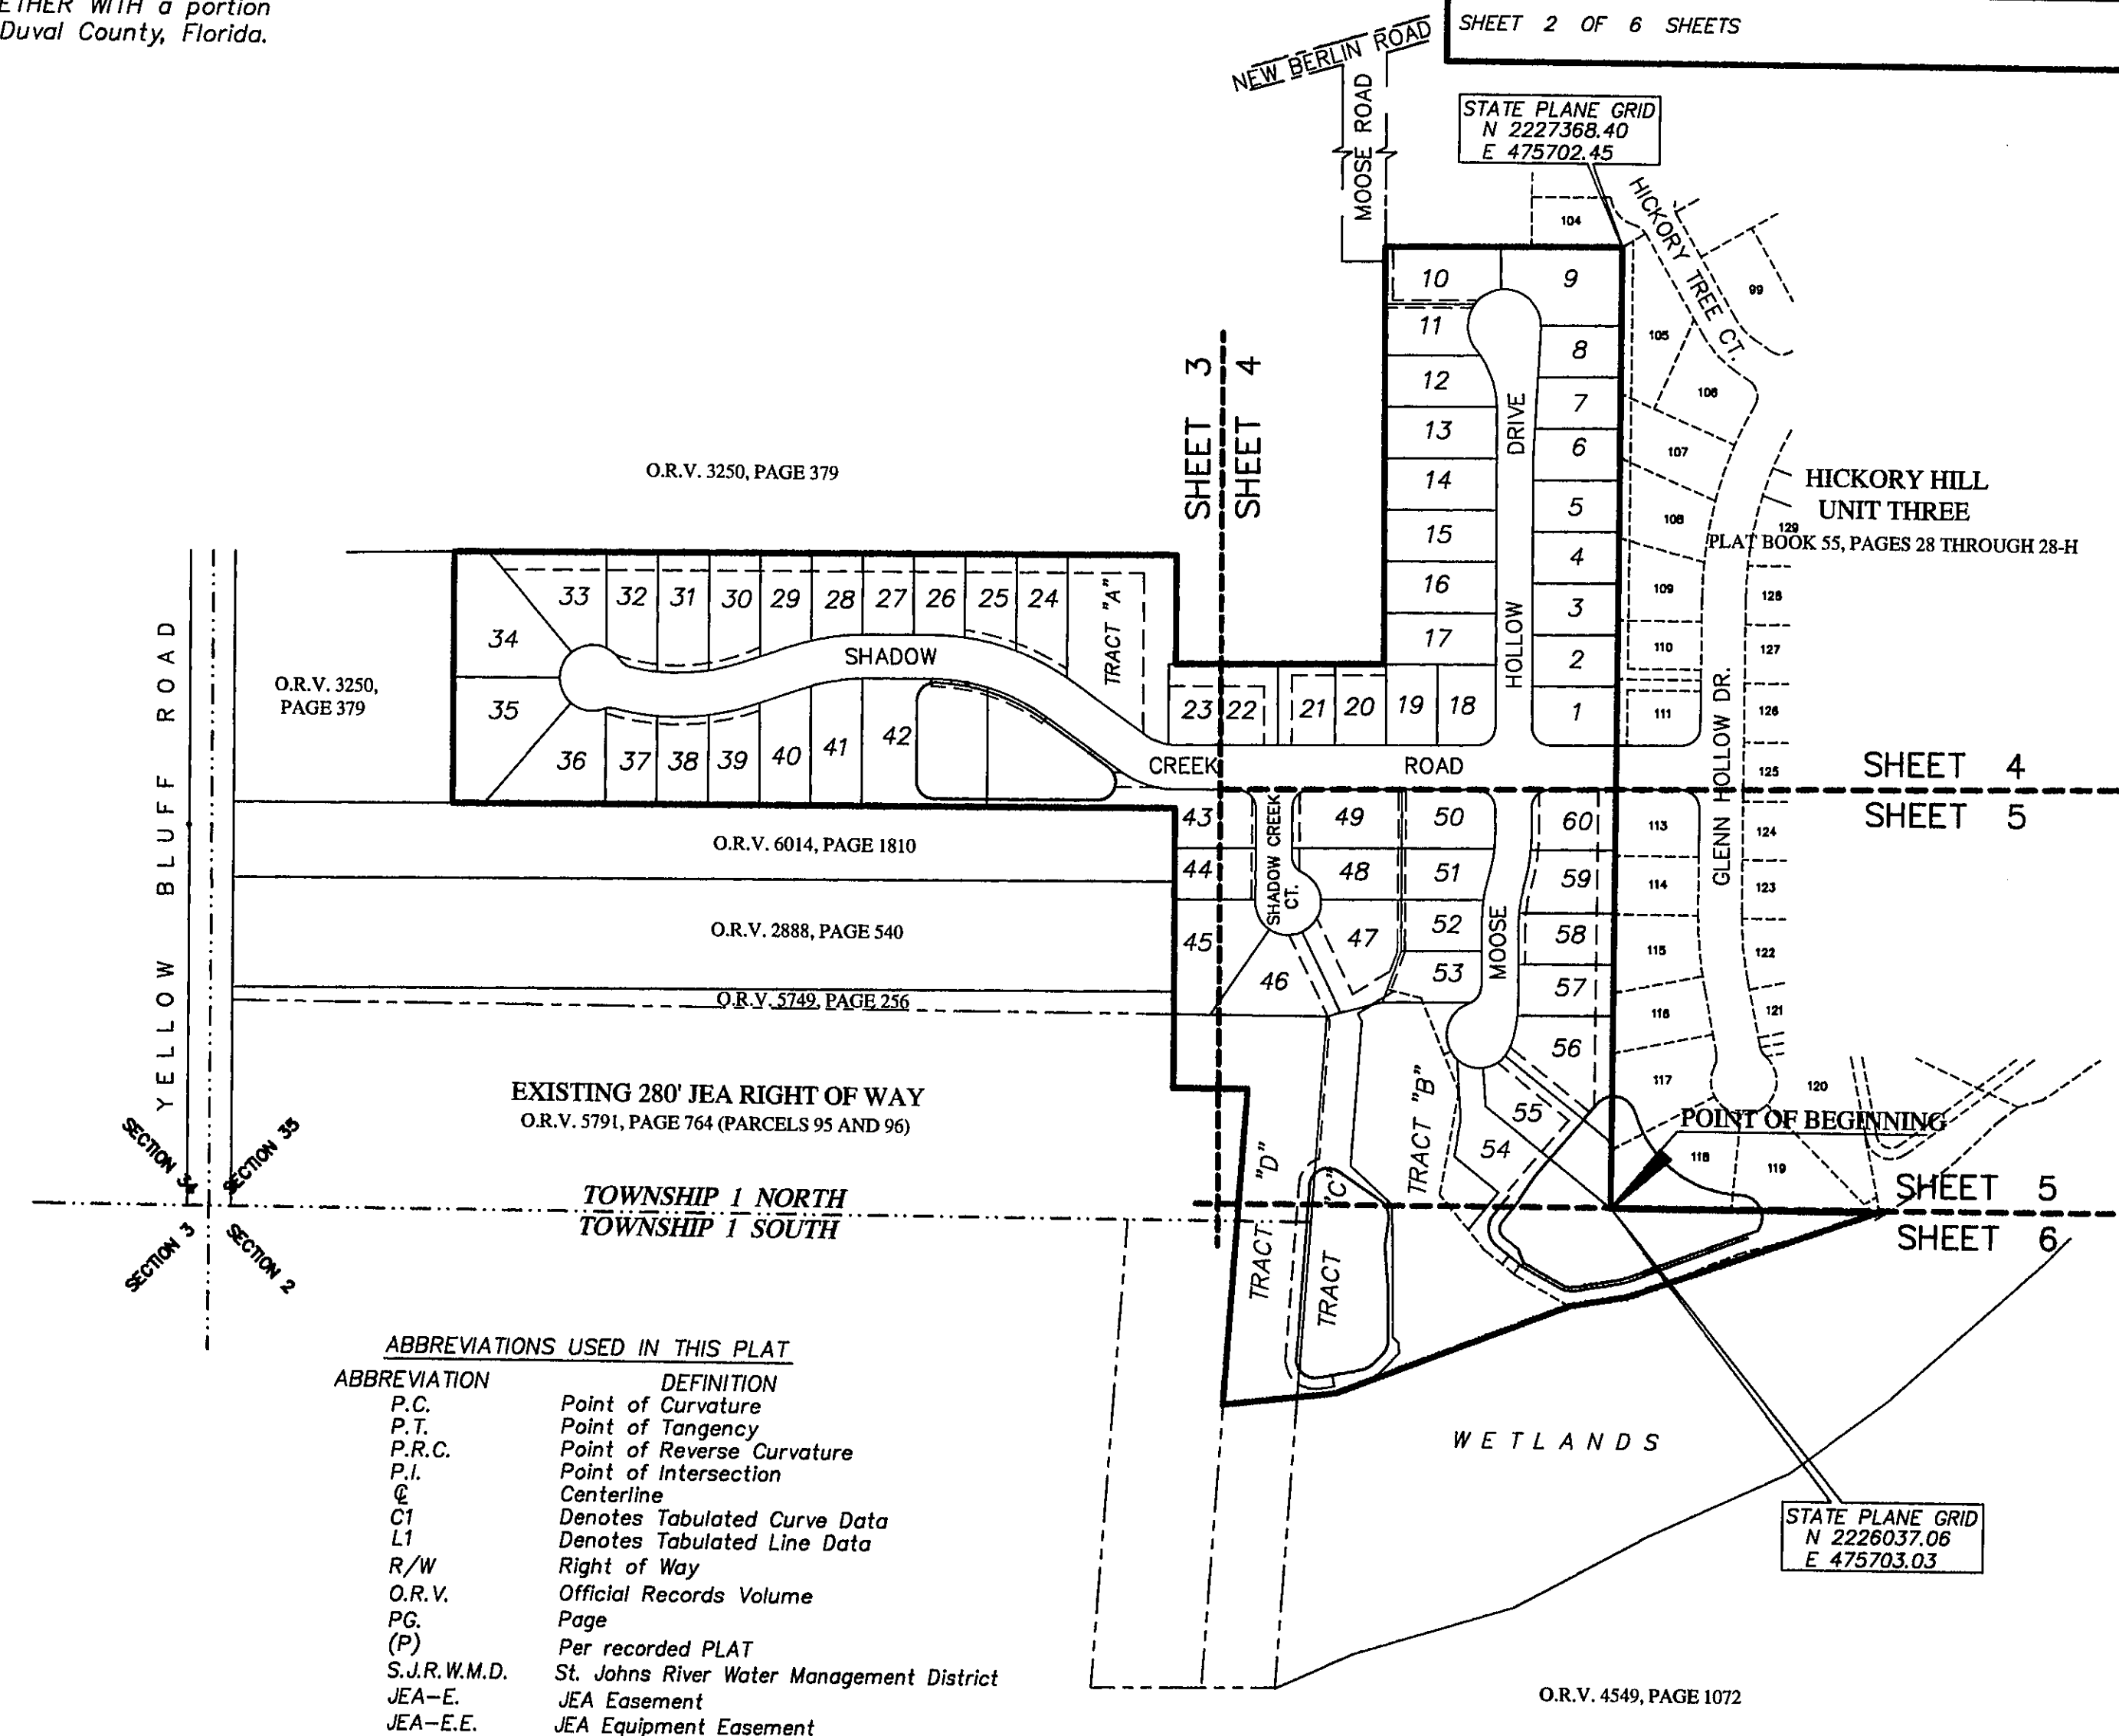 ETHER WITH a portion
Duval County, Florida.
SHEET 2 OF 6 SHEETS
NEW BERLIN ROAD
MOOSE ROAD
STATE PLANE GRID
N 2227368.40
E 475702.45
HICKORY TREE CT.
104
99
105
106
107
108
109
110
111
10
9
11
8
12
7
13
6
14
5
15
4
16
3
17
2
1
HOLLOW DRIVE
SHEET 3
SHEET 4
O.R.V. 3250, PAGE 379
HICKORY HILL
UNIT THREE
129
PLAT BOOK 55, PAGES 28 THROUGH 28-H
128
127
126
125
GLENN HOLLOW DR.
YELLOW BLUFF ROAD
O.R.V. 3250,
PAGE 379
34
33
32
31
30
29
28
27
26
25
24
TRACT "A"
SHADOW
35
36
37
38
39
40
41
42
23
22
21
20
19
18
CREEK
ROAD
SHEET 4
SHEET 5
43
44
45
46
47
48
49
SHADOW CREEK
CT.
50
51
52
53
MOOSE
60
59
58
57
56
55
54
113
114
115
116
117
118
119
120
121
122
123
124
O.R.V. 6014, PAGE 1810
O.R.V. 2888, PAGE 540
O.R.V. 5749, PAGE 256
EXISTING 280' JEA RIGHT OF WAY
O.R.V. 5791, PAGE 764 (PARCELS 95 AND 96)
POINT OF BEGINNING
TRACT "B"
TRACT "D"
TRACT "C"
SECTION 34
SECTION 35
TOWNSHIP 1 NORTH
TOWNSHIP 1 SOUTH
SECTION 3
SECTION 2
SHEET 5
SHEET 6
WETLANDS
STATE PLANE GRID
N 2226037.06
E 475703.03
O.R.V. 4549, PAGE 1072
ABBREVIATIONS USED IN THIS PLAT
ABBREVIATION DEFINITION
P.C. Point of Curvature
P.T. Point of Tangency
P.R.C. Point of Reverse Curvature
P.I. Point of Intersection
℄ Centerline
C1 Denotes Tabulated Curve Data
L1 Denotes Tabulated Line Data
R/W Right of Way
O.R.V. Official Records Volume
PG. Page
(P) Per recorded PLAT
S.J.R.W.M.D. St. Johns River Water Management District
JEA-E. JEA Easement
JEA-E.E. JEA Equipment Easement